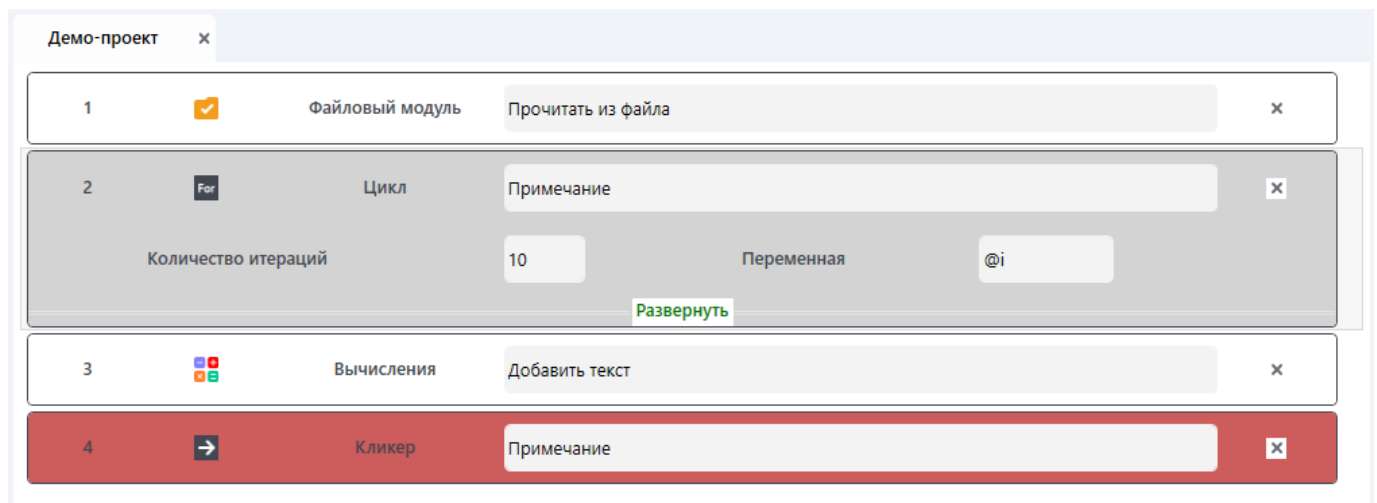 Демо-проект ×
1 Файловый модуль Прочитать из файла ×
2 For Цикл Примечание ×
Количество итераций 10 Переменная @i
Развернуть
3 Вычисления Добавить текст ×
4 Кликер Примечание ×